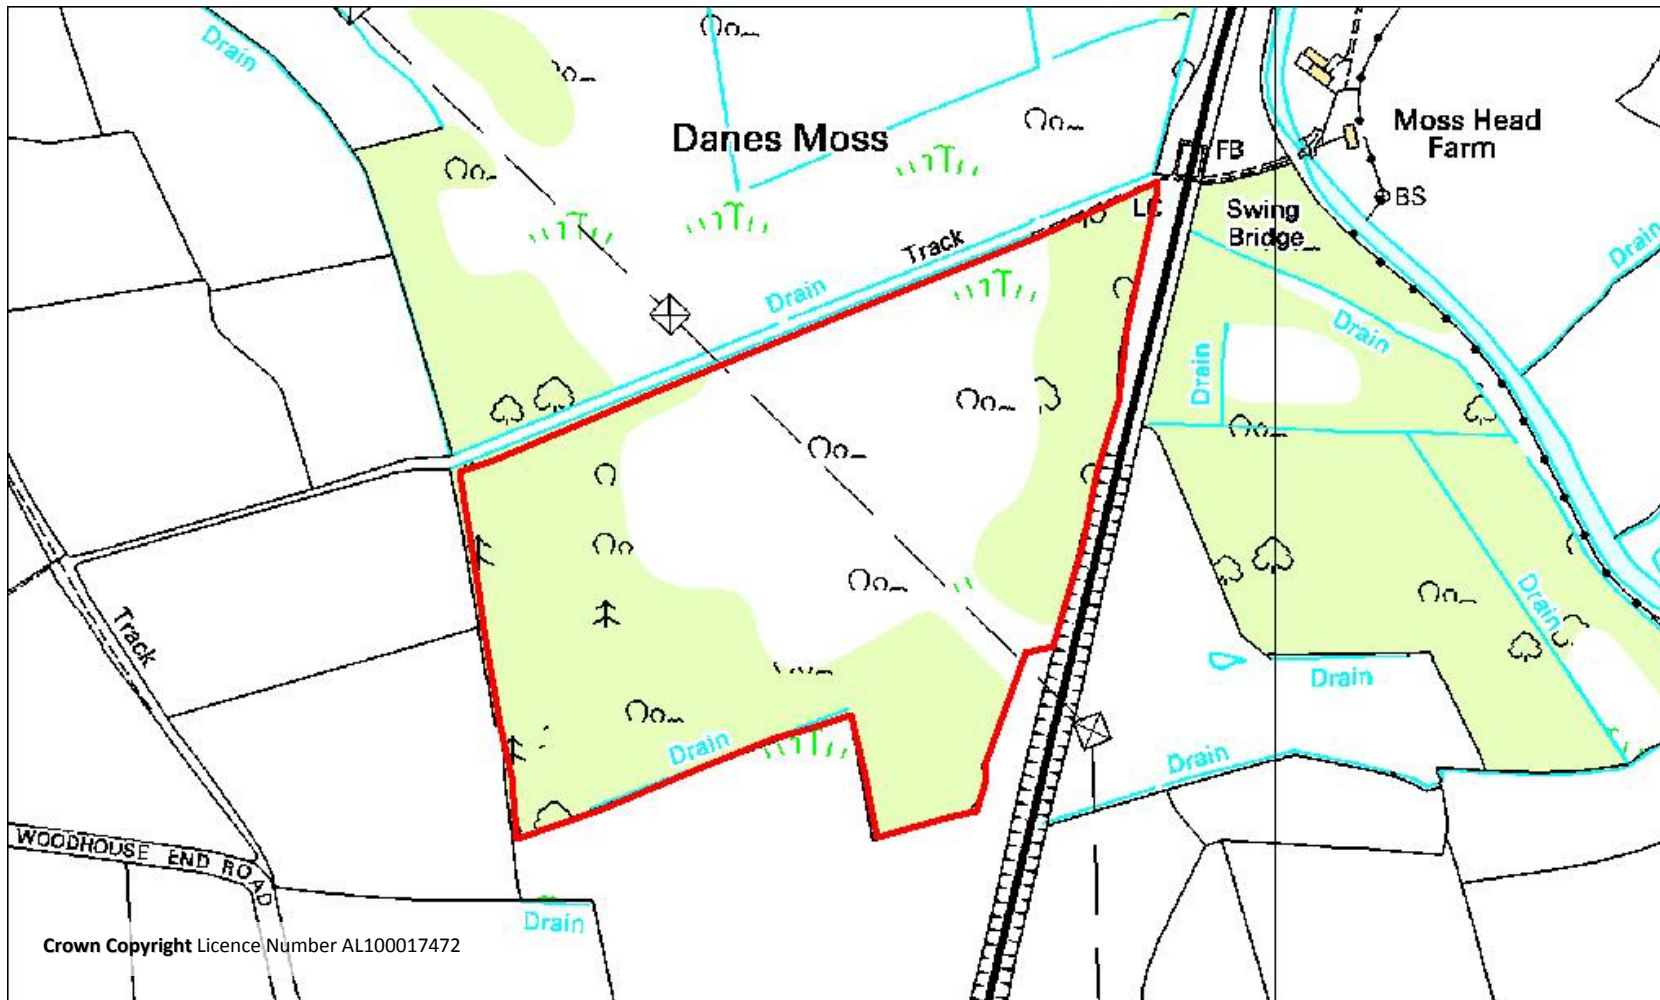 Drain
Danes Moss
Moss Head
Farm
FB
BS
LC
Swing
Bridge
Track
Drain
Drain
Drain
Drain
Drain
Track
Drain
Drain
Drain
WOODHOUSE END ROAD
Drain
Crown Copyright Licence Number AL100017472